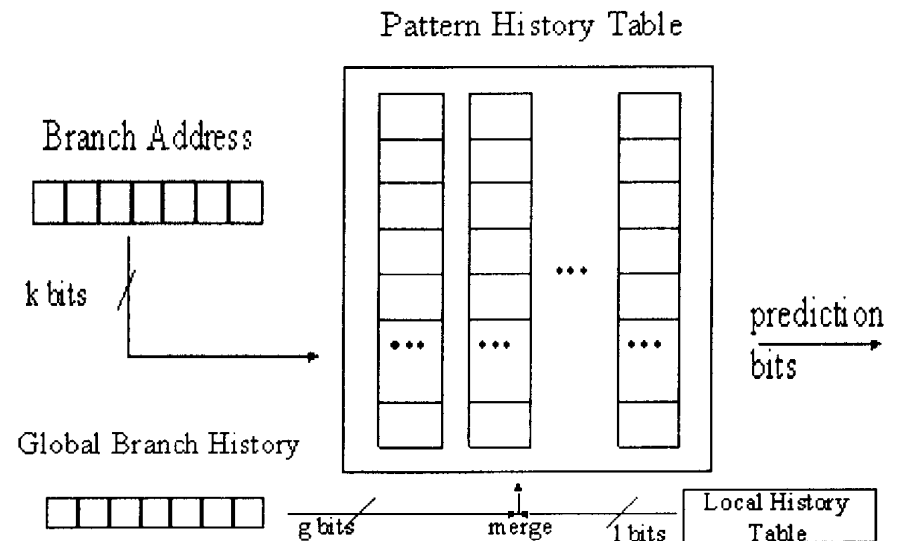 Pattern History Table
Branch Address
k bits
prediction
bits
Global Branch History
g bits
merge
l bits
Local History
Table